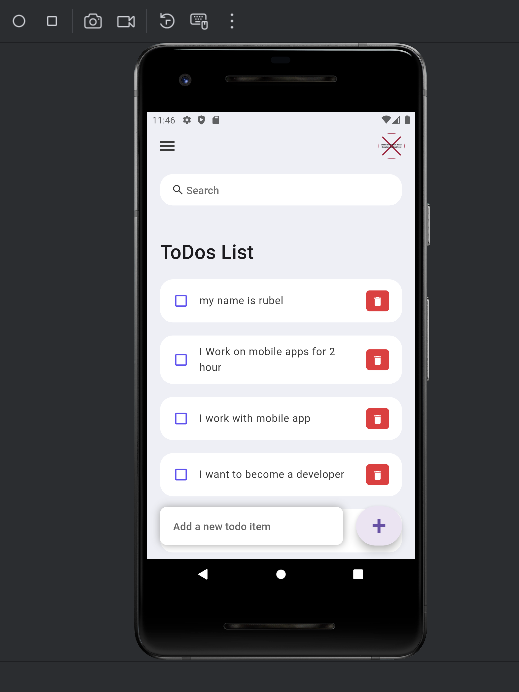 11:46
Search
ToDos List
my name is rubel
I Work on mobile apps for 2
hour
I work with mobile app
I want to become a developer
Add a new todo item
+